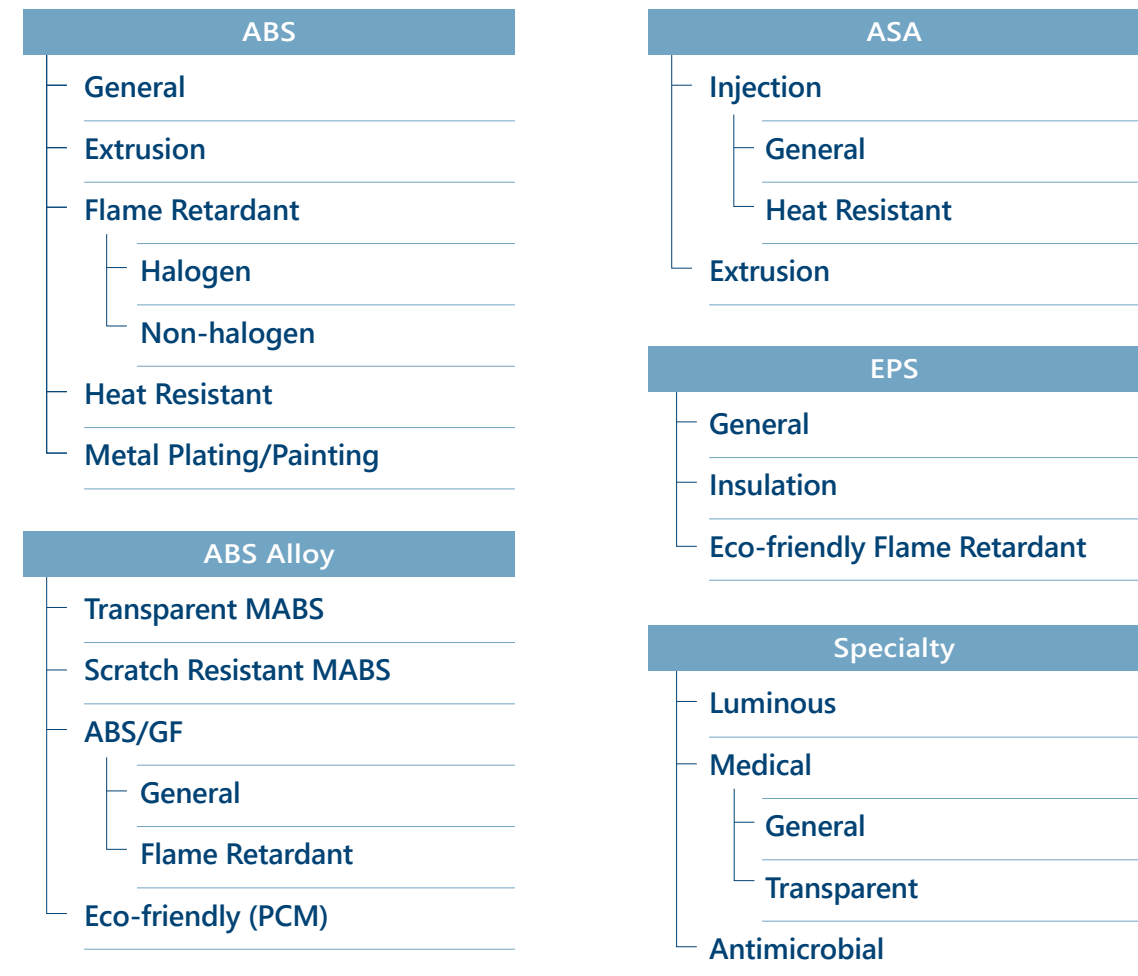 ABS
General
Extrusion
Flame Retardant
Halogen
Non-halogen
Heat Resistant
Metal Plating/Painting
ABS Alloy
Transparent MABS
Scratch Resistant MABS
ABS/GF
General
Flame Retardant
Eco-friendly (PCM)
ASA
Injection
General
Heat Resistant
Extrusion
EPS
General
Insulation
Eco-friendly Flame Retardant
Specialty
Luminous
Medical
General
Transparent
Antimicrobial